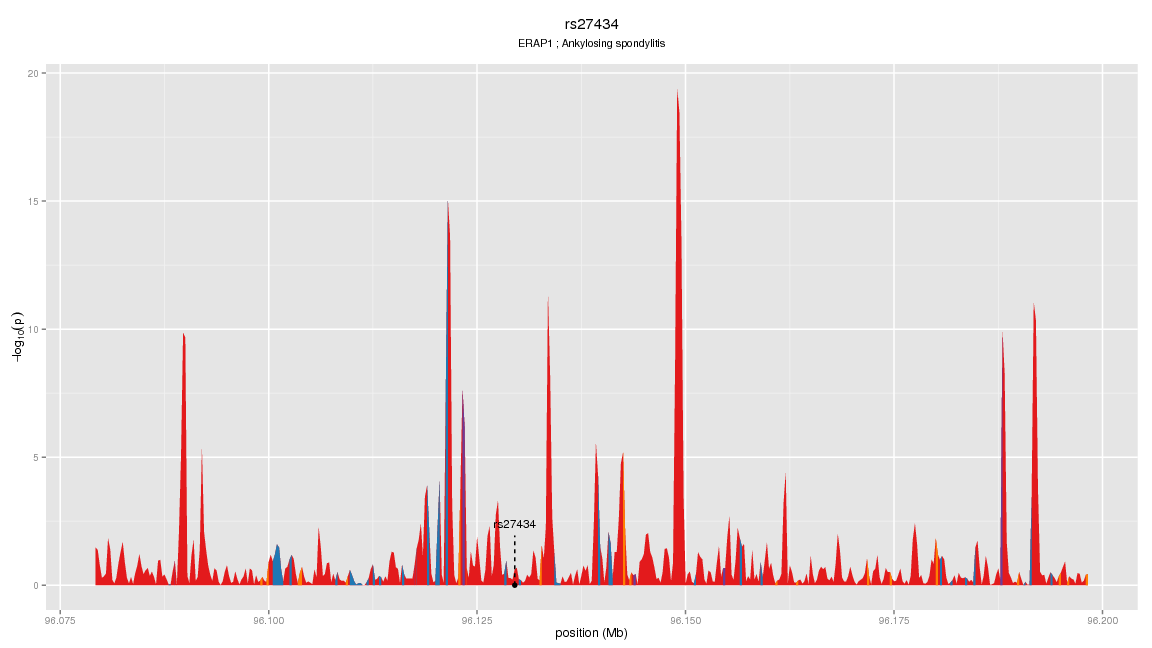 rs27434
ERAP1 ; Ankylosing spondylitis
20
15
10
5
0
−log10(p)
rs27434
96.075 96.100 96.125 96.150 96.175 96.200
position (Mb)